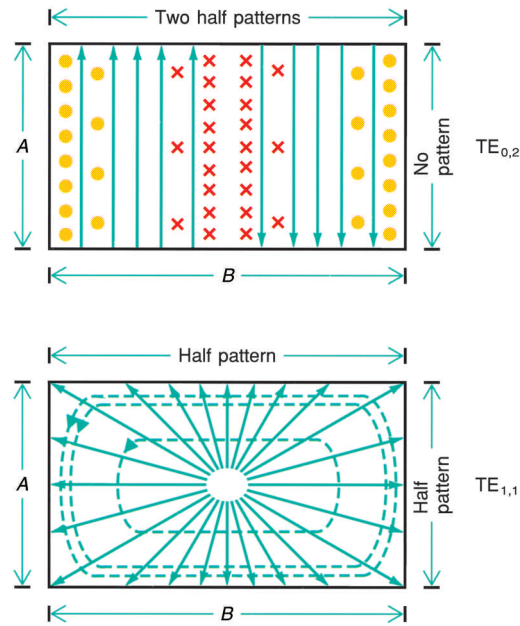 Two half patterns
A
No
pattern
TE0,2
B
Half pattern
A
Half
pattern
TE1,1
B